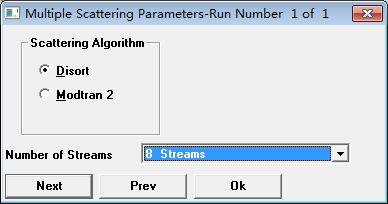 Multiple Scattering Parameters-Run Number 1 of 1
Scattering Algorithm
Disort
Modtran 2
Number of Streams 8 Streams
Next Prev Ok